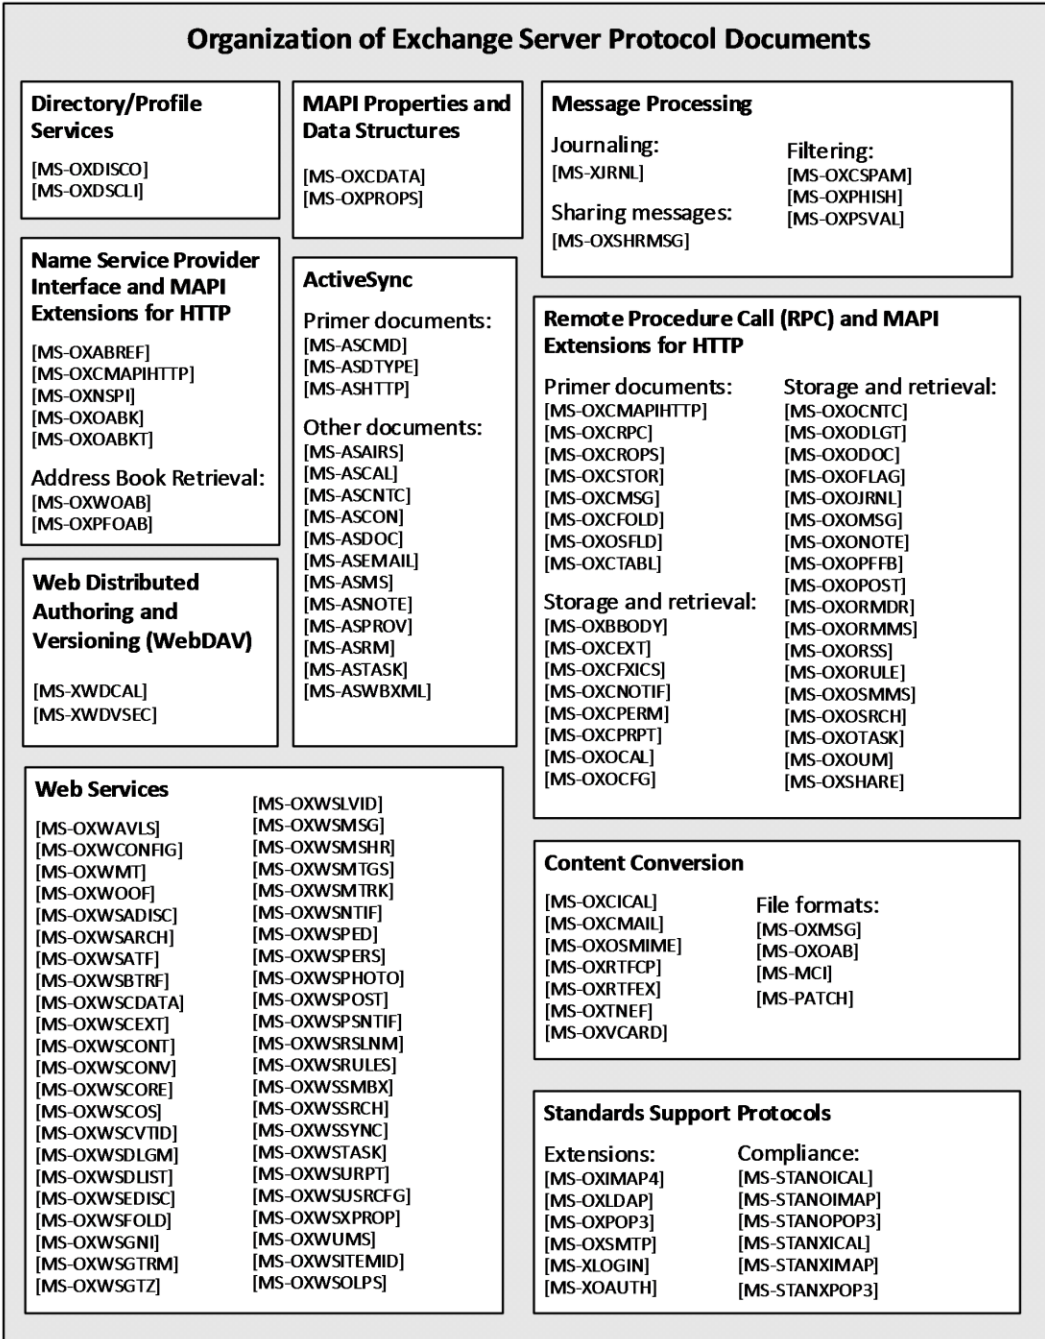 Organization of Exchange Server Protocol Documents
Directory/Profile
Services
[MS-OXDISCO]
[MS-OXDSCLI]
MAPI Properties and
Data Structures
[MS-OXCDATA]
[MS-OXPROPS]
Message Processing
Journaling:
[MS-XJRNL]
Sharing messages:
[MS-OXSHRMSG]
Filtering:
[MS-OXCSPAM]
[MS-OXPHISH]
[MS-OXPSVAL]
Name Service Provider
Interface and MAPI
Extensions for HTTP
[MS-OXABREF]
[MS-OXCMAPIHTTP]
[MS-OXNSPI]
[MS-OXOABK]
[MS-OXOABKT]
Address Book Retrieval:
[MS-OXWOAB]
[MS-OXPFOAB]
ActiveSync
Primer documents:
[MS-ASCMD]
[MS-ASDTYPE]
[MS-ASHTTP]
Other documents:
[MS-ASAIRS]
[MS-ASCAL]
[MS-ASCNTC]
[MS-ASCON]
[MS-ASDOC]
[MS-ASEMAIL]
[MS-ASMS]
[MS-ASNOTE]
[MS-ASPROV]
[MS-ASRM]
[MS-ASTASK]
[MS-ASWBXML]
Remote Procedure Call (RPC) and MAPI
Extensions for HTTP
Primer documents:
[MS-OXCMAPIHTTP]
[MS-OXCRPC]
[MS-OXCROPS]
[MS-OXCSTOR]
[MS-OXCMSG]
[MS-OXCFOLD]
[MS-OXOSFLD]
[MS-OXCTABL]
Storage and retrieval:
[MS-OXBBODY]
[MS-OXCEXT]
[MS-OXCFXICS]
[MS-OXCNOTIF]
[MS-OXCPERM]
[MS-OXCPRPT]
[MS-OXOCAL]
[MS-OXOCFG]
Storage and retrieval:
[MS-OXOCNTC]
[MS-OXODLGT]
[MS-OXODOC]
[MS-OXOFLAG]
[MS-OXOJRNL]
[MS-OXOMSG]
[MS-OXONOTE]
[MS-OXOPFFB]
[MS-OXOPOST]
[MS-OXORMDR]
[MS-OXORMMS]
[MS-OXORSS]
[MS-OXORULE]
[MS-OXOSMMS]
[MS-OXOSRCH]
[MS-OXOTASK]
[MS-OXOUM]
[MS-OXSHARE]
Web Distributed
Authoring and
Versioning (WebDAV)
[MS-XWDCAL]
[MS-XWDVSEC]
Web Services
[MS-OXWAVLS]
[MS-OXWCONFIG]
[MS-OXWMT]
[MS-OXWOOF]
[MS-OXWSADISC]
[MS-OXWSARCH]
[MS-OXWSATF]
[MS-OXWSBTRF]
[MS-OXWSCDATA]
[MS-OXWSCEXT]
[MS-OXWSCONT]
[MS-OXWSCONV]
[MS-OXWSCORE]
[MS-OXWSCOS]
[MS-OXWSCVTID]
[MS-OXWSDLGM]
[MS-OXWSDLIST]
[MS-OXWSEDISC]
[MS-OXWSFOLD]
[MS-OXWSGNI]
[MS-OXWSGTRM]
[MS-OXWSGTZ]
[MS-OXWSLVID]
[MS-OXWSMSG]
[MS-OXWSMSHR]
[MS-OXWSMTGS]
[MS-OXWSMTRK]
[MS-OXWSNTIF]
[MS-OXWSPED]
[MS-OXWSPERS]
[MS-OXWSPHOTO]
[MS-OXWSPOST]
[MS-OXWSPSNTIF]
[MS-OXWSRSLNM]
[MS-OXWSRULES]
[MS-OXWSSMBX]
[MS-OXWSSRCH]
[MS-OXWSSYNC]
[MS-OXWSTASK]
[MS-OXWSURPT]
[MS-OXWSUSRCFG]
[MS-OXWSXPROP]
[MS-OXWUMS]
[MS-OXWSITEMID]
[MS-OXWSOLPS]
Content Conversion
[MS-OXCICAL]
[MS-OXCMAIL]
[MS-OXOSMIME]
[MS-OXRTFCP]
[MS-OXRTFEX]
[MS-OXTNEF]
[MS-OXVCARD]
File formats:
[MS-OXMSG]
[MS-OXOAB]
[MS-MCI]
[MS-PATCH]
Standards Support Protocols
Extensions:
[MS-OXIMAP4]
[MS-OXLDAP]
[MS-OXPOP3]
[MS-OXSMTP]
[MS-XLOGIN]
[MS-XOAUTH]
Compliance:
[MS-STANOICAL]
[MS-STANOIMAP]
[MS-STANOPOP3]
[MS-STANXICAL]
[MS-STANXIMAP]
[MS-STANXPOP3]